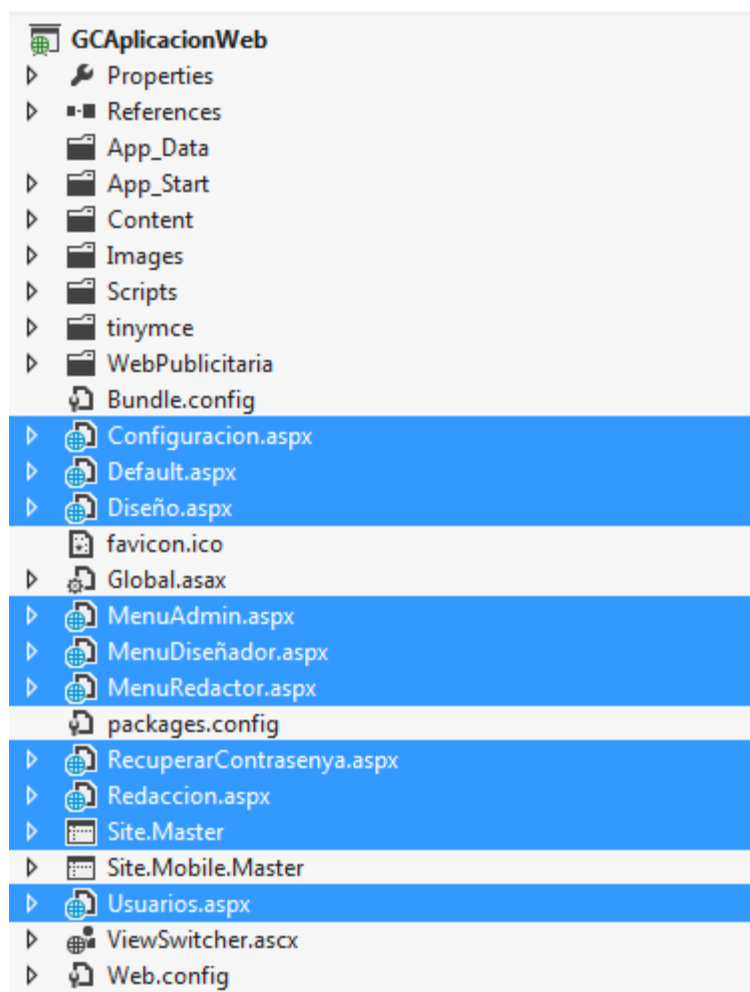 GCAplicacionWeb
Properties
References
App_Data
App_Start
Content
Images
Scripts
tinymce
WebPublicitaria
Bundle.config
Configuracion.aspx
Default.aspx
Diseño.aspx
favicon.ico
Global.asax
MenuAdmin.aspx
MenuDiseñador.aspx
MenuRedactor.aspx
packages.config
RecuperarContrasenya.aspx
Redaccion.aspx
Site.Master
Site.Mobile.Master
Usuarios.aspx
ViewSwitcher.ascx
Web.config